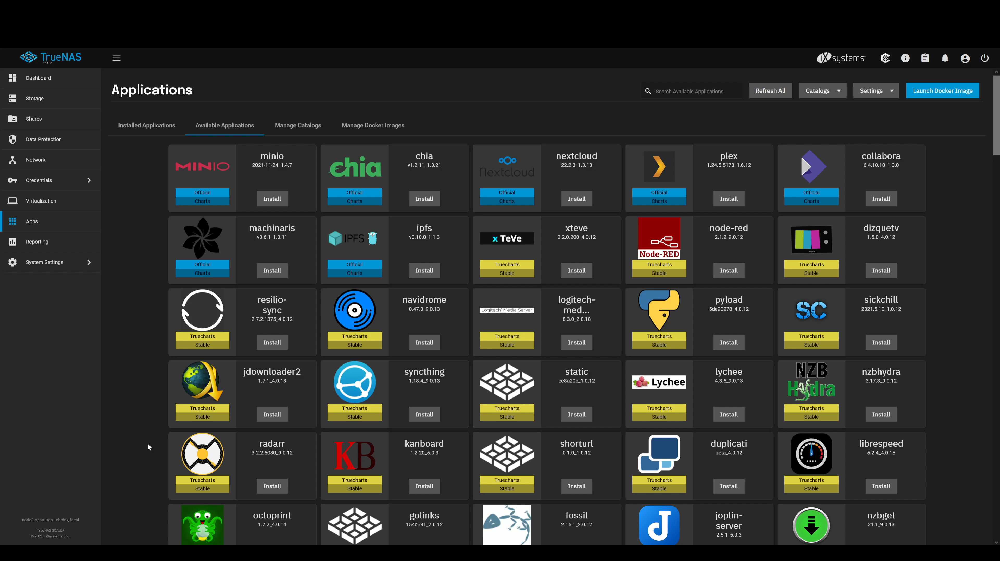 TrueNAS
SCALE
iXsystems™
Dashboard
Storage
Shares
Data Protection
Network
Credentials
Virtualization
Apps
Reporting
System Settings
node1.schouten-lebbing.local
TrueNAS SCALE®
© 2021 - iXsystems, Inc.
Applications
Search Available Applications
Refresh All
Catalogs
Settings
Launch Docker Image
Installed Applications
Available Applications
Manage Catalogs
Manage Docker Images
MINIO
Official
Charts
minio
2021-11-24_1.4.7
Install
chia
Official
Charts
chia
v1.2.11_1.3.21
Install
Nextcloud
Official
Charts
nextcloud
22.2.3_1.3.10
Install
Official
Charts
plex
1.24.5.5173_1.6.12
Install
Official
Charts
collabora
6.4.10.10_1.0.0
Install
Official
Charts
machinaris
v0.6.1_1.0.11
Install
IPFS
Official
Charts
ipfs
v0.10.0_1.1.3
Install
x TeVe
Truecharts
Stable
xteve
2.2.0.200_4.0.12
Install
Node-RED
Truecharts
Stable
node-red
2.1.2_9.0.12
Install
Truecharts
Stable
dizquetv
1.5.0_4.0.12
Install
Truecharts
Stable
resilio-
sync
2.7.2.1375_4.0.12
Install
Truecharts
Stable
navidrome
0.47.0_9.0.13
Install
Logitech® Media Server
Truecharts
Stable
logitech-
med...
8.3.0_2.0.18
Install
Truecharts
Stable
pyload
5de90278_4.0.12
Install
SC
Truecharts
Stable
sickchill
2021.5.10_1.0.12
Install
Truecharts
Stable
jdownloader2
1.7.1_4.0.13
Install
Truecharts
Stable
syncthing
1.18.4_9.0.13
Install
Truecharts
Stable
static
ee8a20c_1.0.12
Install
Lychee
Truecharts
Stable
lychee
4.3.6_9.0.13
Install
NZB
Hydra
Truecharts
Stable
nzbhydra
3.17.3_9.0.12
Install
Truecharts
Stable
radarr
3.2.2.5080_9.0.12
Install
KB
Truecharts
Stable
kanboard
1.2.20_5.0.3
Install
Truecharts
Stable
shorturl
0.1.0_1.0.12
Install
Truecharts
Stable
duplicati
beta_4.0.12
Install
Truecharts
Stable
librespeed
5.2.4_4.0.15
Install
octoprint
1.7.2_4.0.14
golinks
154c581_2.0.12
fossil
2.15.1_2.0.12
J
joplin-
server
2.5.1_5.0.3
nzbget
21.1_9.0.13